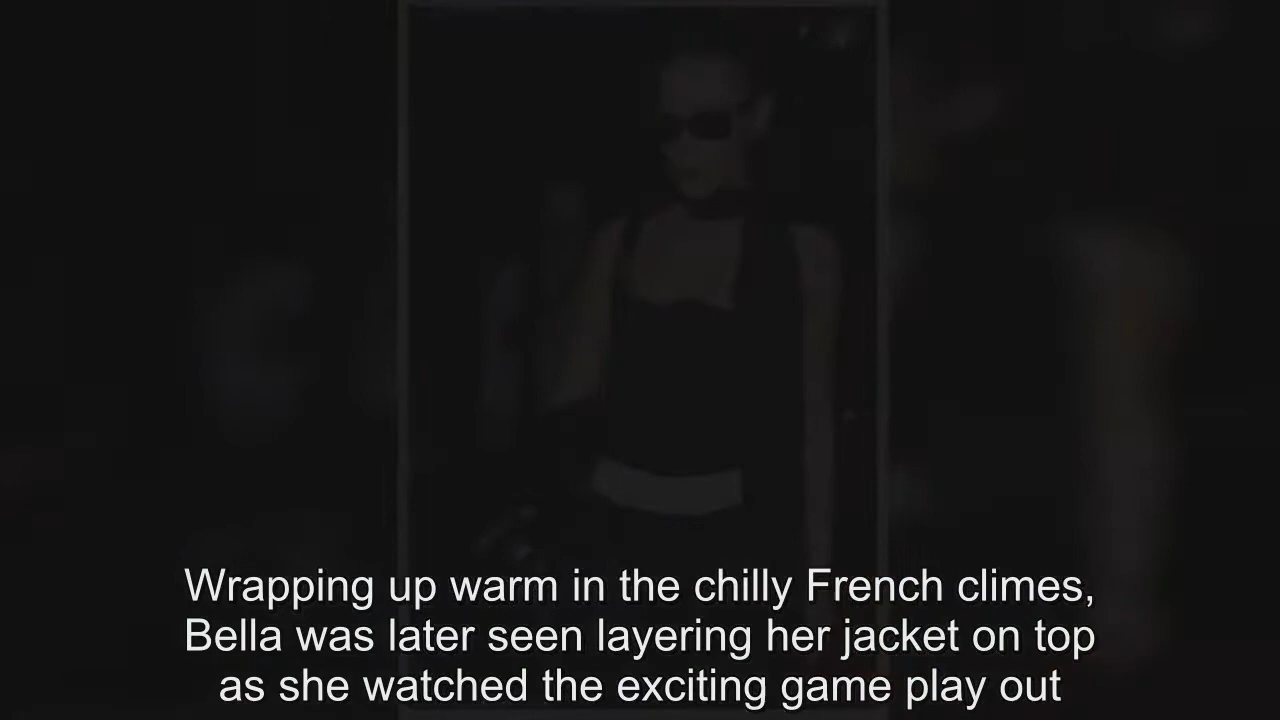 Wrapping up warm in the chilly French climes,
Bella was later seen layering her jacket on top
as she watched the exciting game play out